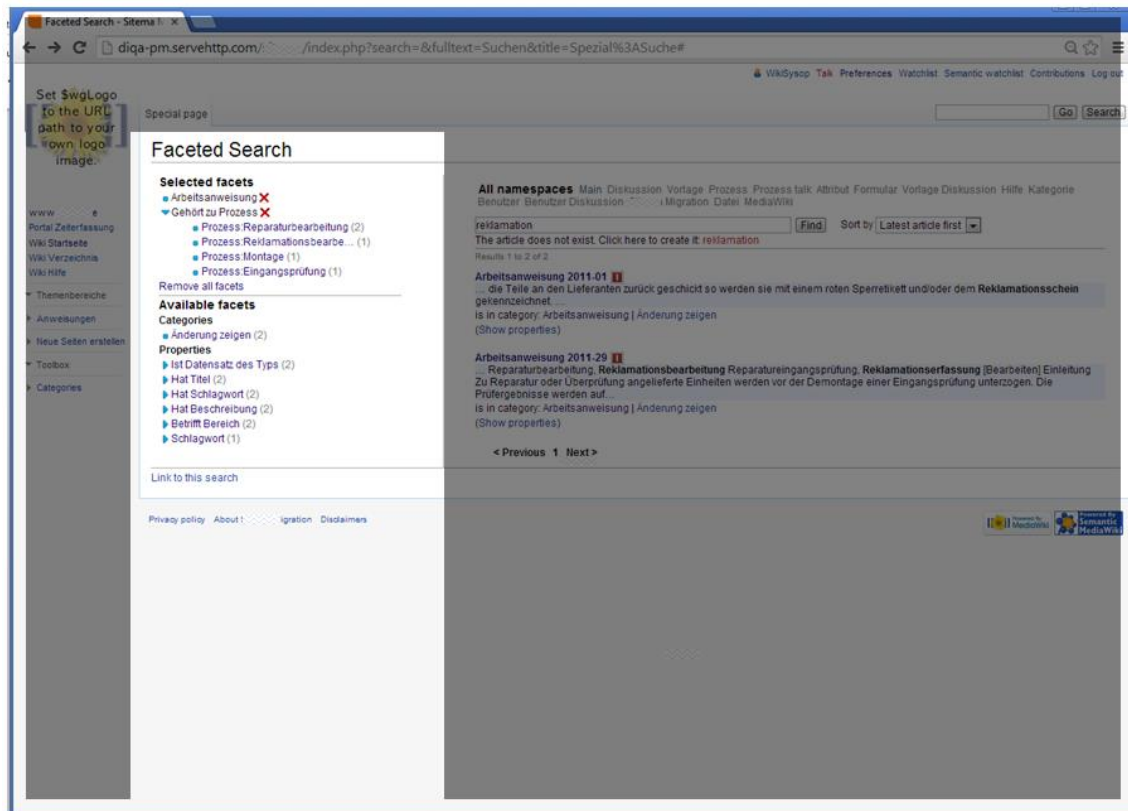 Faceted Search - Sitema
diqa-pm.servehttp.com/ /index.php?search=&fulltext=Suchen&title=Spezial%3ASuche#
WikiSysop Talk Preferences Watchlist Semantic watchlist Contributions Log out
Set $wgLogo
to the URL
path to your
own logo
image.
Special page
Go Search
www e
Portal Zeiterfassung
Wiki Startseite
Wiki Verzeichnis
Wiki Hilfe
Themenbereiche
Anweisungen
Neue Seiten erstellen
Toolbox
Categories
Faceted Search
Selected facets
Arbeitsanweisung
Gehört zu Prozess
Prozess:Reparaturbearbeitung (2)
Prozess:Reklamationsbearbe... (1)
Prozess:Montage (1)
Prozess:Eingangsprüfung (1)
Remove all facets
Available facets
Categories
Änderung zeigen (2)
Properties
Ist Datensatz des Typs (2)
Hat Titel (2)
Hat Schlagwort (2)
Hat Beschreibung (2)
Betrifft Bereich (2)
Schlagwort (1)
Link to this search
All namespaces Main Diskussion Vorlage Prozess Prozess talk Attribut Formular Vorlage Diskussion Hilfe Kategorie
Benutzer Benutzer Diskussion Migration Datei MediaWiki
reklamation Find Sort by Latest article first
The article does not exist. Click here to create it: reklamation
Results 1 to 2 of 2
Arbeitsanweisung 2011-01
... die Teile an den Lieferanten zurück geschickt so werden sie mit einem roten Sperretikett und/oder dem Reklamationsschein
gekennzeichnet. ...
is in category: Arbeitsanweisung | Änderung zeigen
(Show properties)
Arbeitsanweisung 2011-29
... Reparaturbearbeitung, Reklamationsbearbeitung Reparatureingangsprüfung, Reklamationserfassung [Bearbeiten] Einleitung
Zu Reparatur oder Überprüfung angelieferte Einheiten werden vor der Demontage einer Eingangsprüfung unterzogen. Die
Prüfergebnisse werden auf...
is in category: Arbeitsanweisung | Änderung zeigen
(Show properties)
< Previous 1 Next >
Privacy policy About igration Disclaimers
Powered By
MediaWiki
Powered By
Semantic
MediaWiki